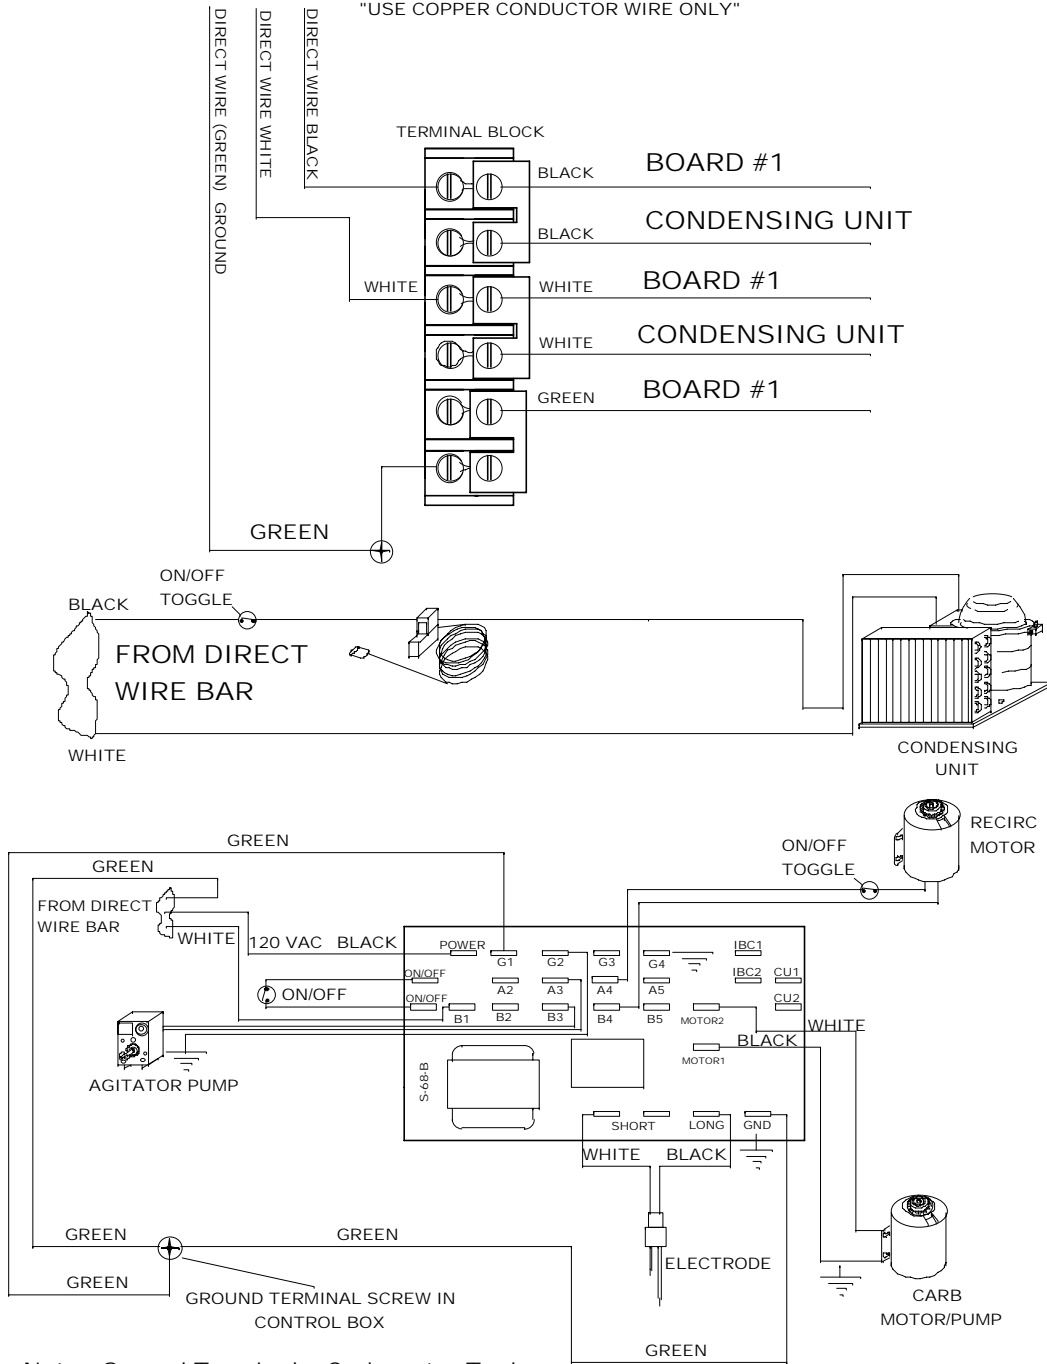 "USE COPPER CONDUCTOR WIRE ONLY"
DIRECT WIRE (GREEN) GROUND
DIRECT WIRE WHITE
DIRECT WIRE BLACK
TERMINAL BLOCK
BLACK
BOARD #1
BLACK
CONDENSING UNIT
WHITE
WHITE
BOARD #1
WHITE
CONDENSING UNIT
GREEN
BOARD #1
GREEN
ON/OFF
TOGGLE
BLACK
FROM DIRECT
WIRE BAR
WHITE
CONDENSING
UNIT
RECIRC
MOTOR
ON/OFF
TOGGLE
GREEN
GREEN
FROM DIRECT
WIRE BAR
WHITE
120 VAC BLACK
POWER
G1
G2
G3
G4
IBC1
ON/OFF
A2
A3
A4
A5
IBC2
CU1
ON/OFF
ON/OFF
B1
B2
B3
B4
B5
MOTOR2
CU2
WHITE
BLACK
MOTOR1
AGITATOR PUMP
S-68-B
SHORT
LONG
GND
WHITE
BLACK
ELECTRODE
GREEN
GREEN
GREEN
GROUND TERMINAL SCREW IN
CONTROL BOX
CARB
MOTOR/PUMP
GREEN